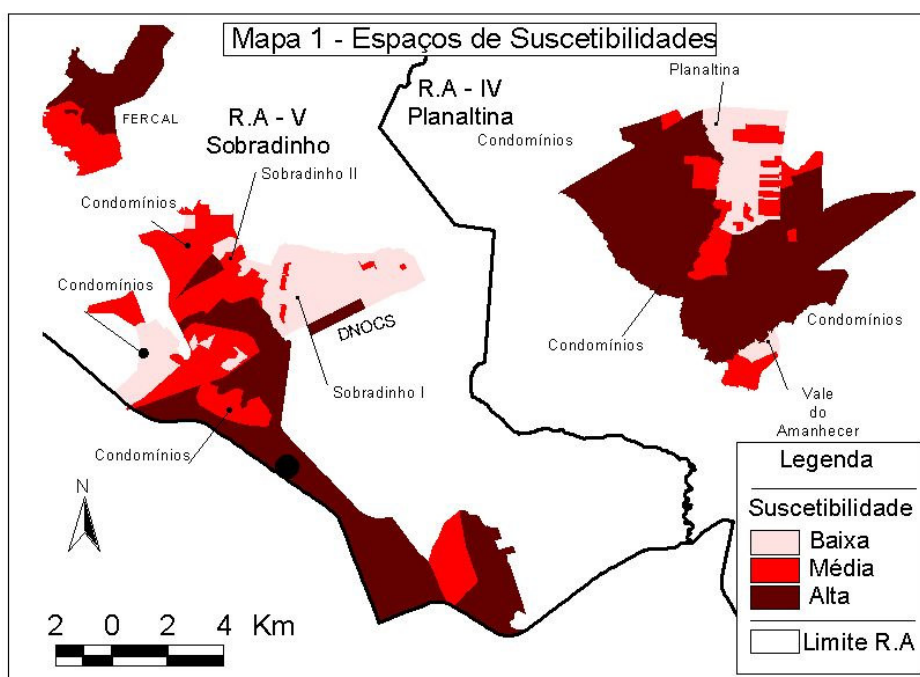 Mapa 1 - Espaços de Suscetibilidades
FERCAL
R.A - V
Sobradinho
R.A - IV
Planaltina
Condomínios
Planaltina
Sobradinho II
Condomínios
Condomínios
DNOCS
Sobradinho I
Condomínios
Condomínios
Condomínios
Vale
do
Amanhecer
N
2 0 2 4 Km
Legenda
Suscetibilidade
Baixa
Média
Alta
Limite R.A